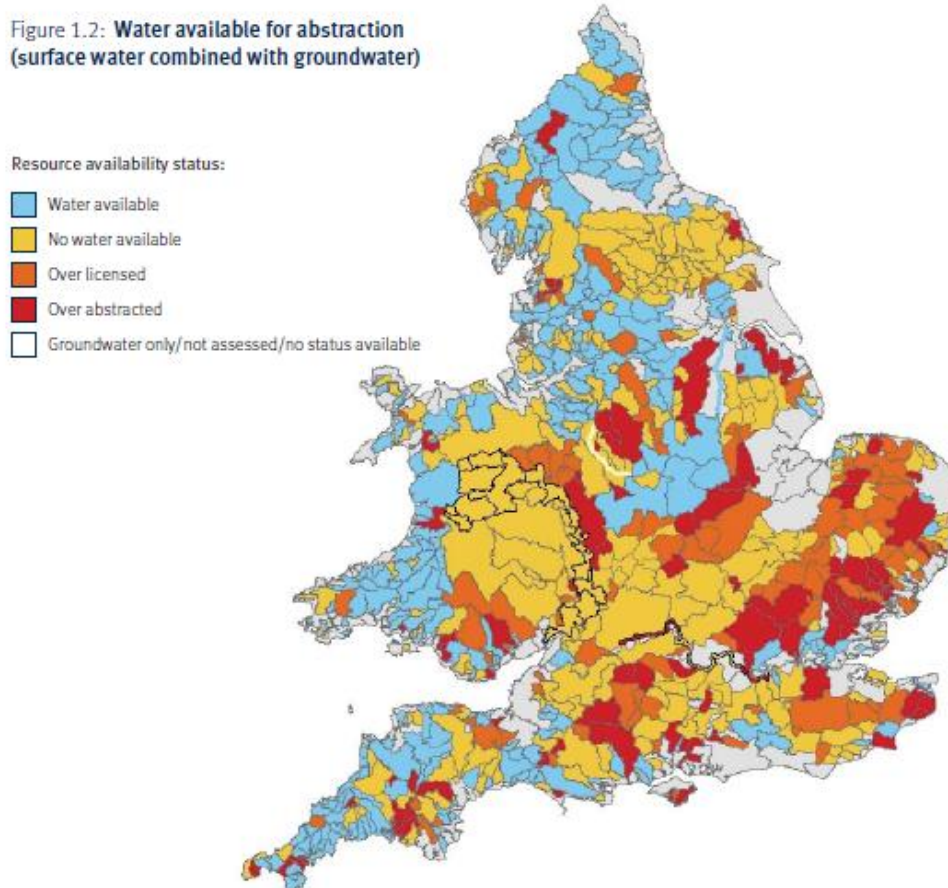 Figure 1.2: Water available for abstraction
(surface water combined with groundwater)
Resource availability status:
Water available
No water available
Over licensed
Over abstracted
Groundwater only/not assessed/no status available